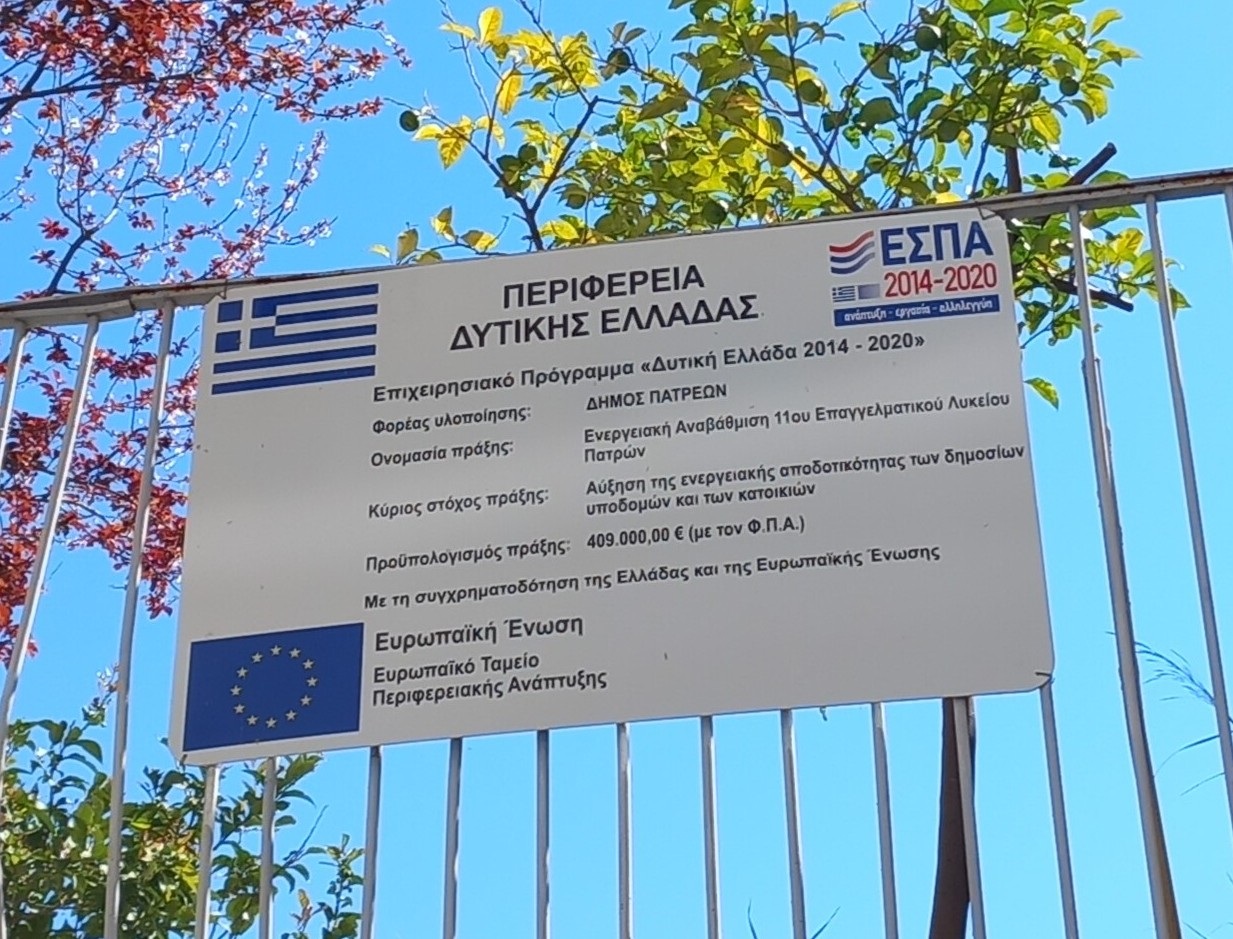 ΠΕΡΙΦΕΡΕΙΑ
ΔΥΤΙΚΗΣ ΕΛΛΑΔΑΣ
ΕΣΠΑ
2014-2020
ανάπτυξη - εργασία - αλληλεγγύη
Επιχειρησιακό Πρόγραμμα «Δυτική Ελλάδα 2014 - 2020»
Φορέας υλοποίησης: ΔΗΜΟΣ ΠΑΤΡΕΩΝ
Ονομασία πράξης: Ενεργειακή Αναβάθμιση 11ου Επαγγελματικού Λυκείου
Πατρών
Κύριος στόχος πράξης: Αύξηση της ενεργειακής αποδοτικότητας των δημοσίων
υποδομών και των κατοικιών
Προϋπολογισμός πράξης: 409.000,00 € (με τον Φ.Π.Α.)
Με τη συγχρηματοδότηση της Ελλάδας και της Ευρωπαϊκής Ένωσης
Ευρωπαϊκή Ένωση
Ευρωπαϊκό Ταμείο
Περιφερειακής Ανάπτυξης